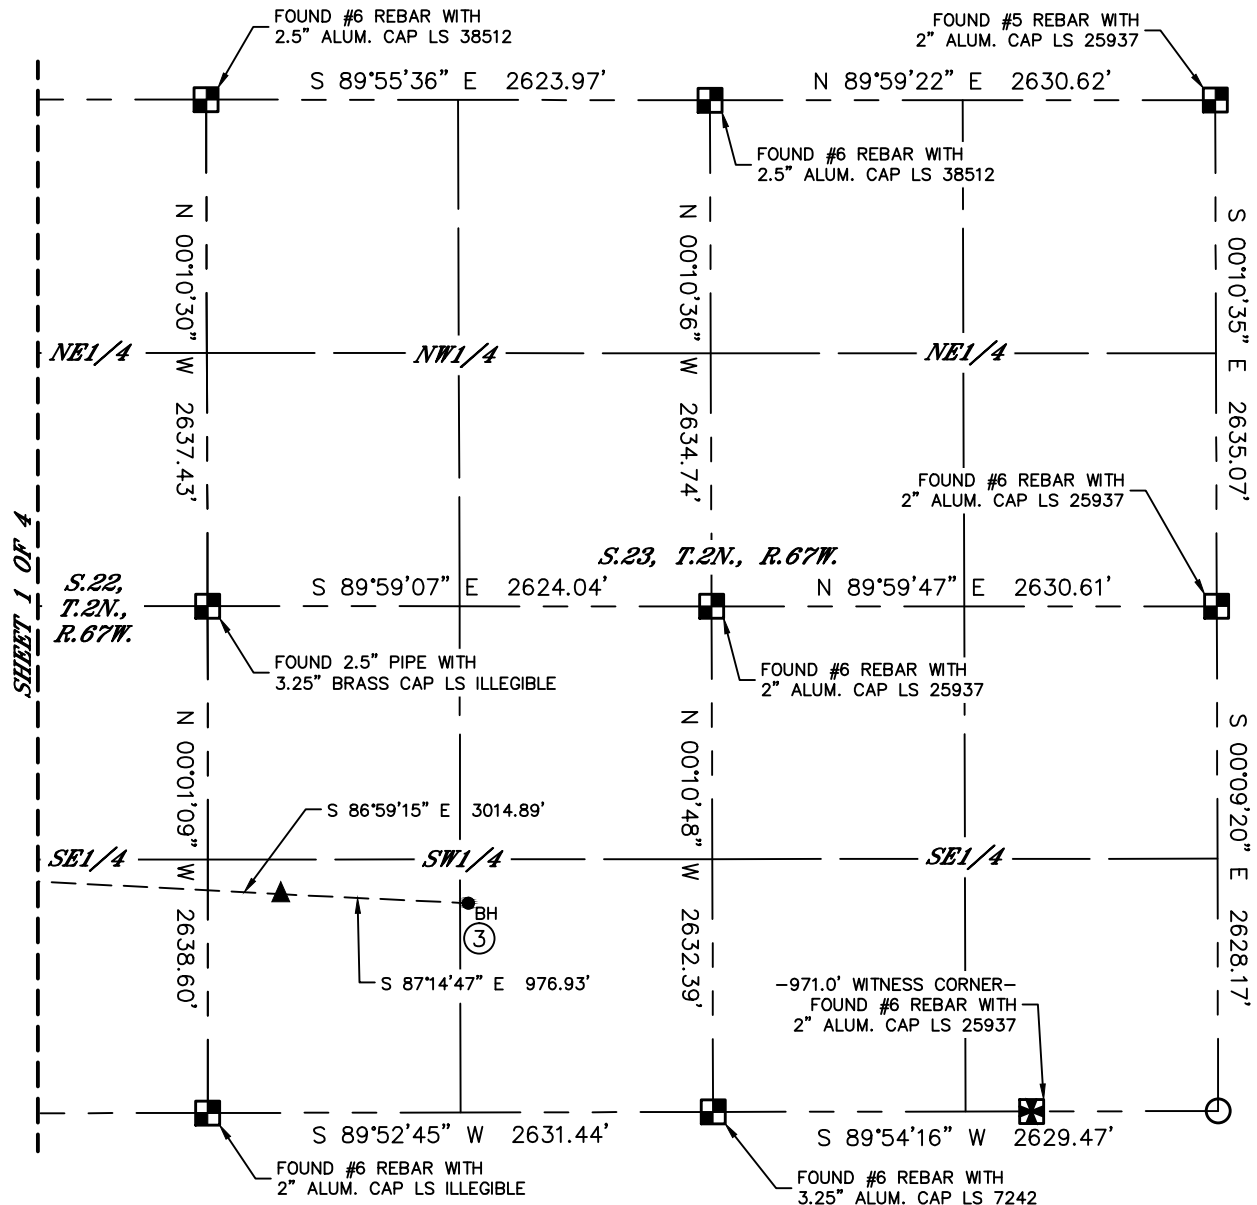 FOUND #6 REBAR WITH
2.5" ALUM. CAP LS 38512
FOUND #5 REBAR WITH
2" ALUM. CAP LS 25937
S 89°55'36" E 2623.97'
N 89°59'22" E 2630.62'
FOUND #6 REBAR WITH
2.5" ALUM. CAP LS 38512
N 00°10'30" W 2637.43'
N 00°10'36" W 2634.74'
S 00°10'35" E 2635.07'
NE1/4
NW1/4
NE1/4
FOUND #6 REBAR WITH
2" ALUM. CAP LS 25937
SHEET 1 OF 4
S.23, T.2N., R.67W.
S.22,
T.2N.,
R.67W.
S 89°59'07" E 2624.04'
N 89°59'47" E 2630.61'
FOUND 2.5" PIPE WITH
3.25" BRASS CAP LS ILLEGIBLE
FOUND #6 REBAR WITH
2" ALUM. CAP LS 25937
N 00°01'09" W 2638.60'
N 00°10'48" W 2632.39'
S 00°09'20" E 2628.17'
S 86°59'15" E 3014.89'
SE1/4
SW1/4
SE1/4
BH
3
S 87°14'47" E 976.93'
-971.0' WITNESS CORNER-
FOUND #6 REBAR WITH
2" ALUM. CAP LS 25937
S 89°52'45" W 2631.44'
S 89°54'16" W 2629.47'
FOUND #6 REBAR WITH
2" ALUM. CAP LS ILLEGIBLE
FOUND #6 REBAR WITH
3.25" ALUM. CAP LS 7242